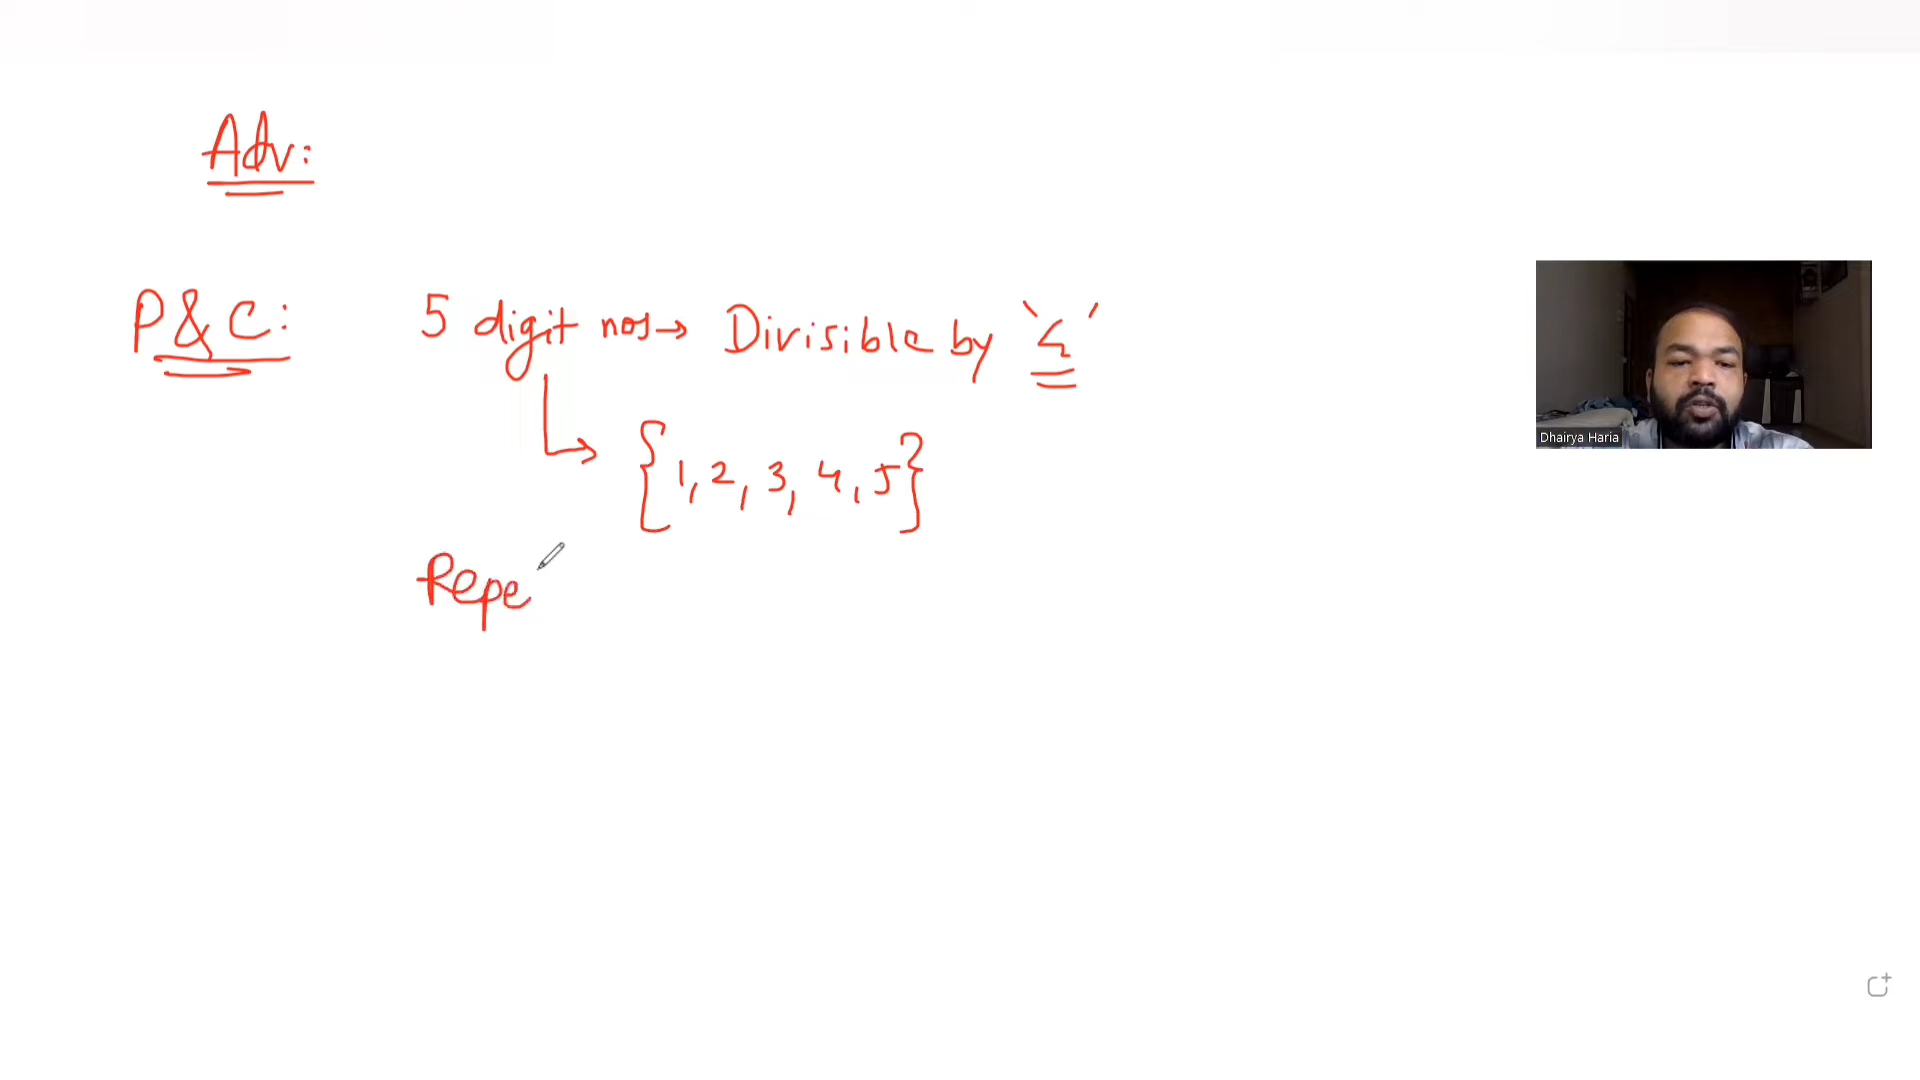 Adv:
P&C: 5 digit nos → Divisible by '4'
{1, 2, 3, 4, 5}
Repe
Dhairya Haria